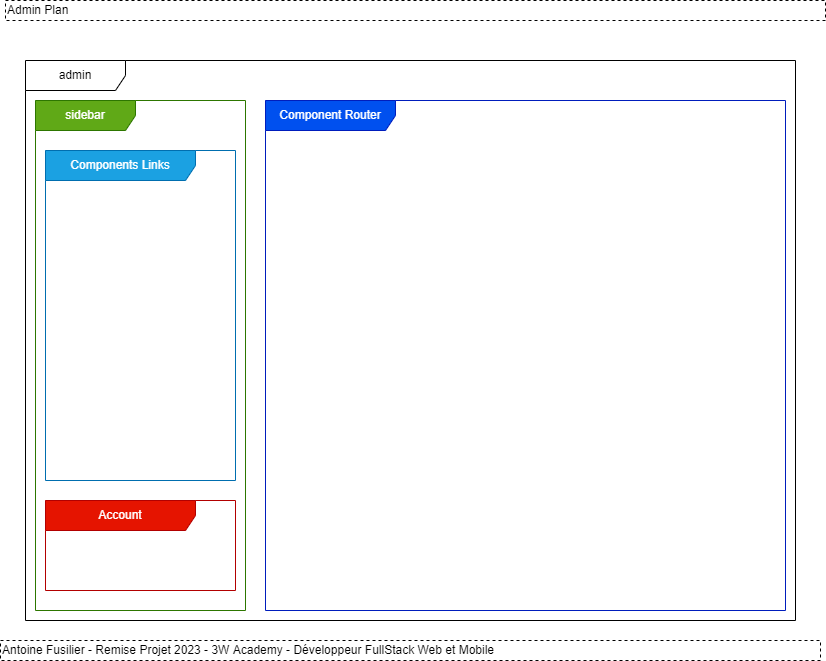 Admin Plan
admin
sidebar
Component Router
Components Links
Account
Antoine Fusilier - Remise Projet 2023 - 3W Academy - Développeur FullStack Web et Mobile